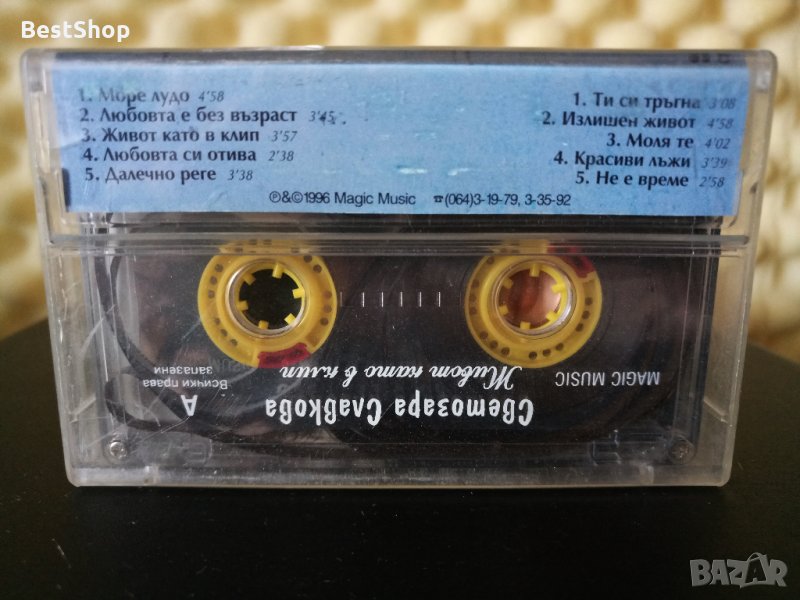 BestShop
1. Море лудо 4'58
2. Любовта е без възраст 3'45
3. Живот като в клип 3'57
4. Любовта си отива 2'38
5. Далечно реге 3'38
1. Ти си тръгна 3'08
2. Излишен живот 4'58
3. Моля те 4'02
4. Красиви лъжи 3'39
5. Не е време 2'58
℗&©1996 Magic Music ☎(064)3-19-79, 3-35-92
A
Всички права
запазени
Светозара Славкова
Живот като в клип
MAGIC MUSIC
BAZAR